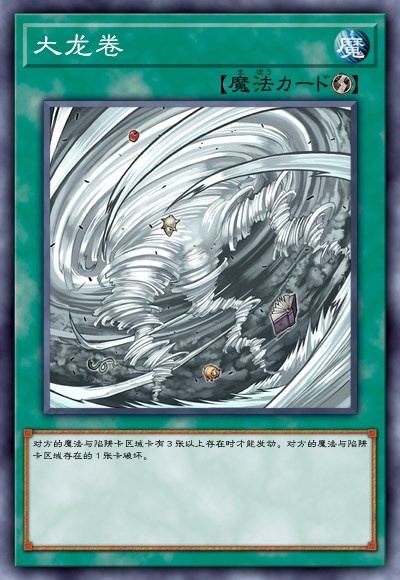 大龙卷
魔
【魔法カード】
まほう
对方的魔法与陷阱卡区域卡有３张以上存在时才能发动。对方的魔法与陷阱
卡区域存在的１张卡破坏。